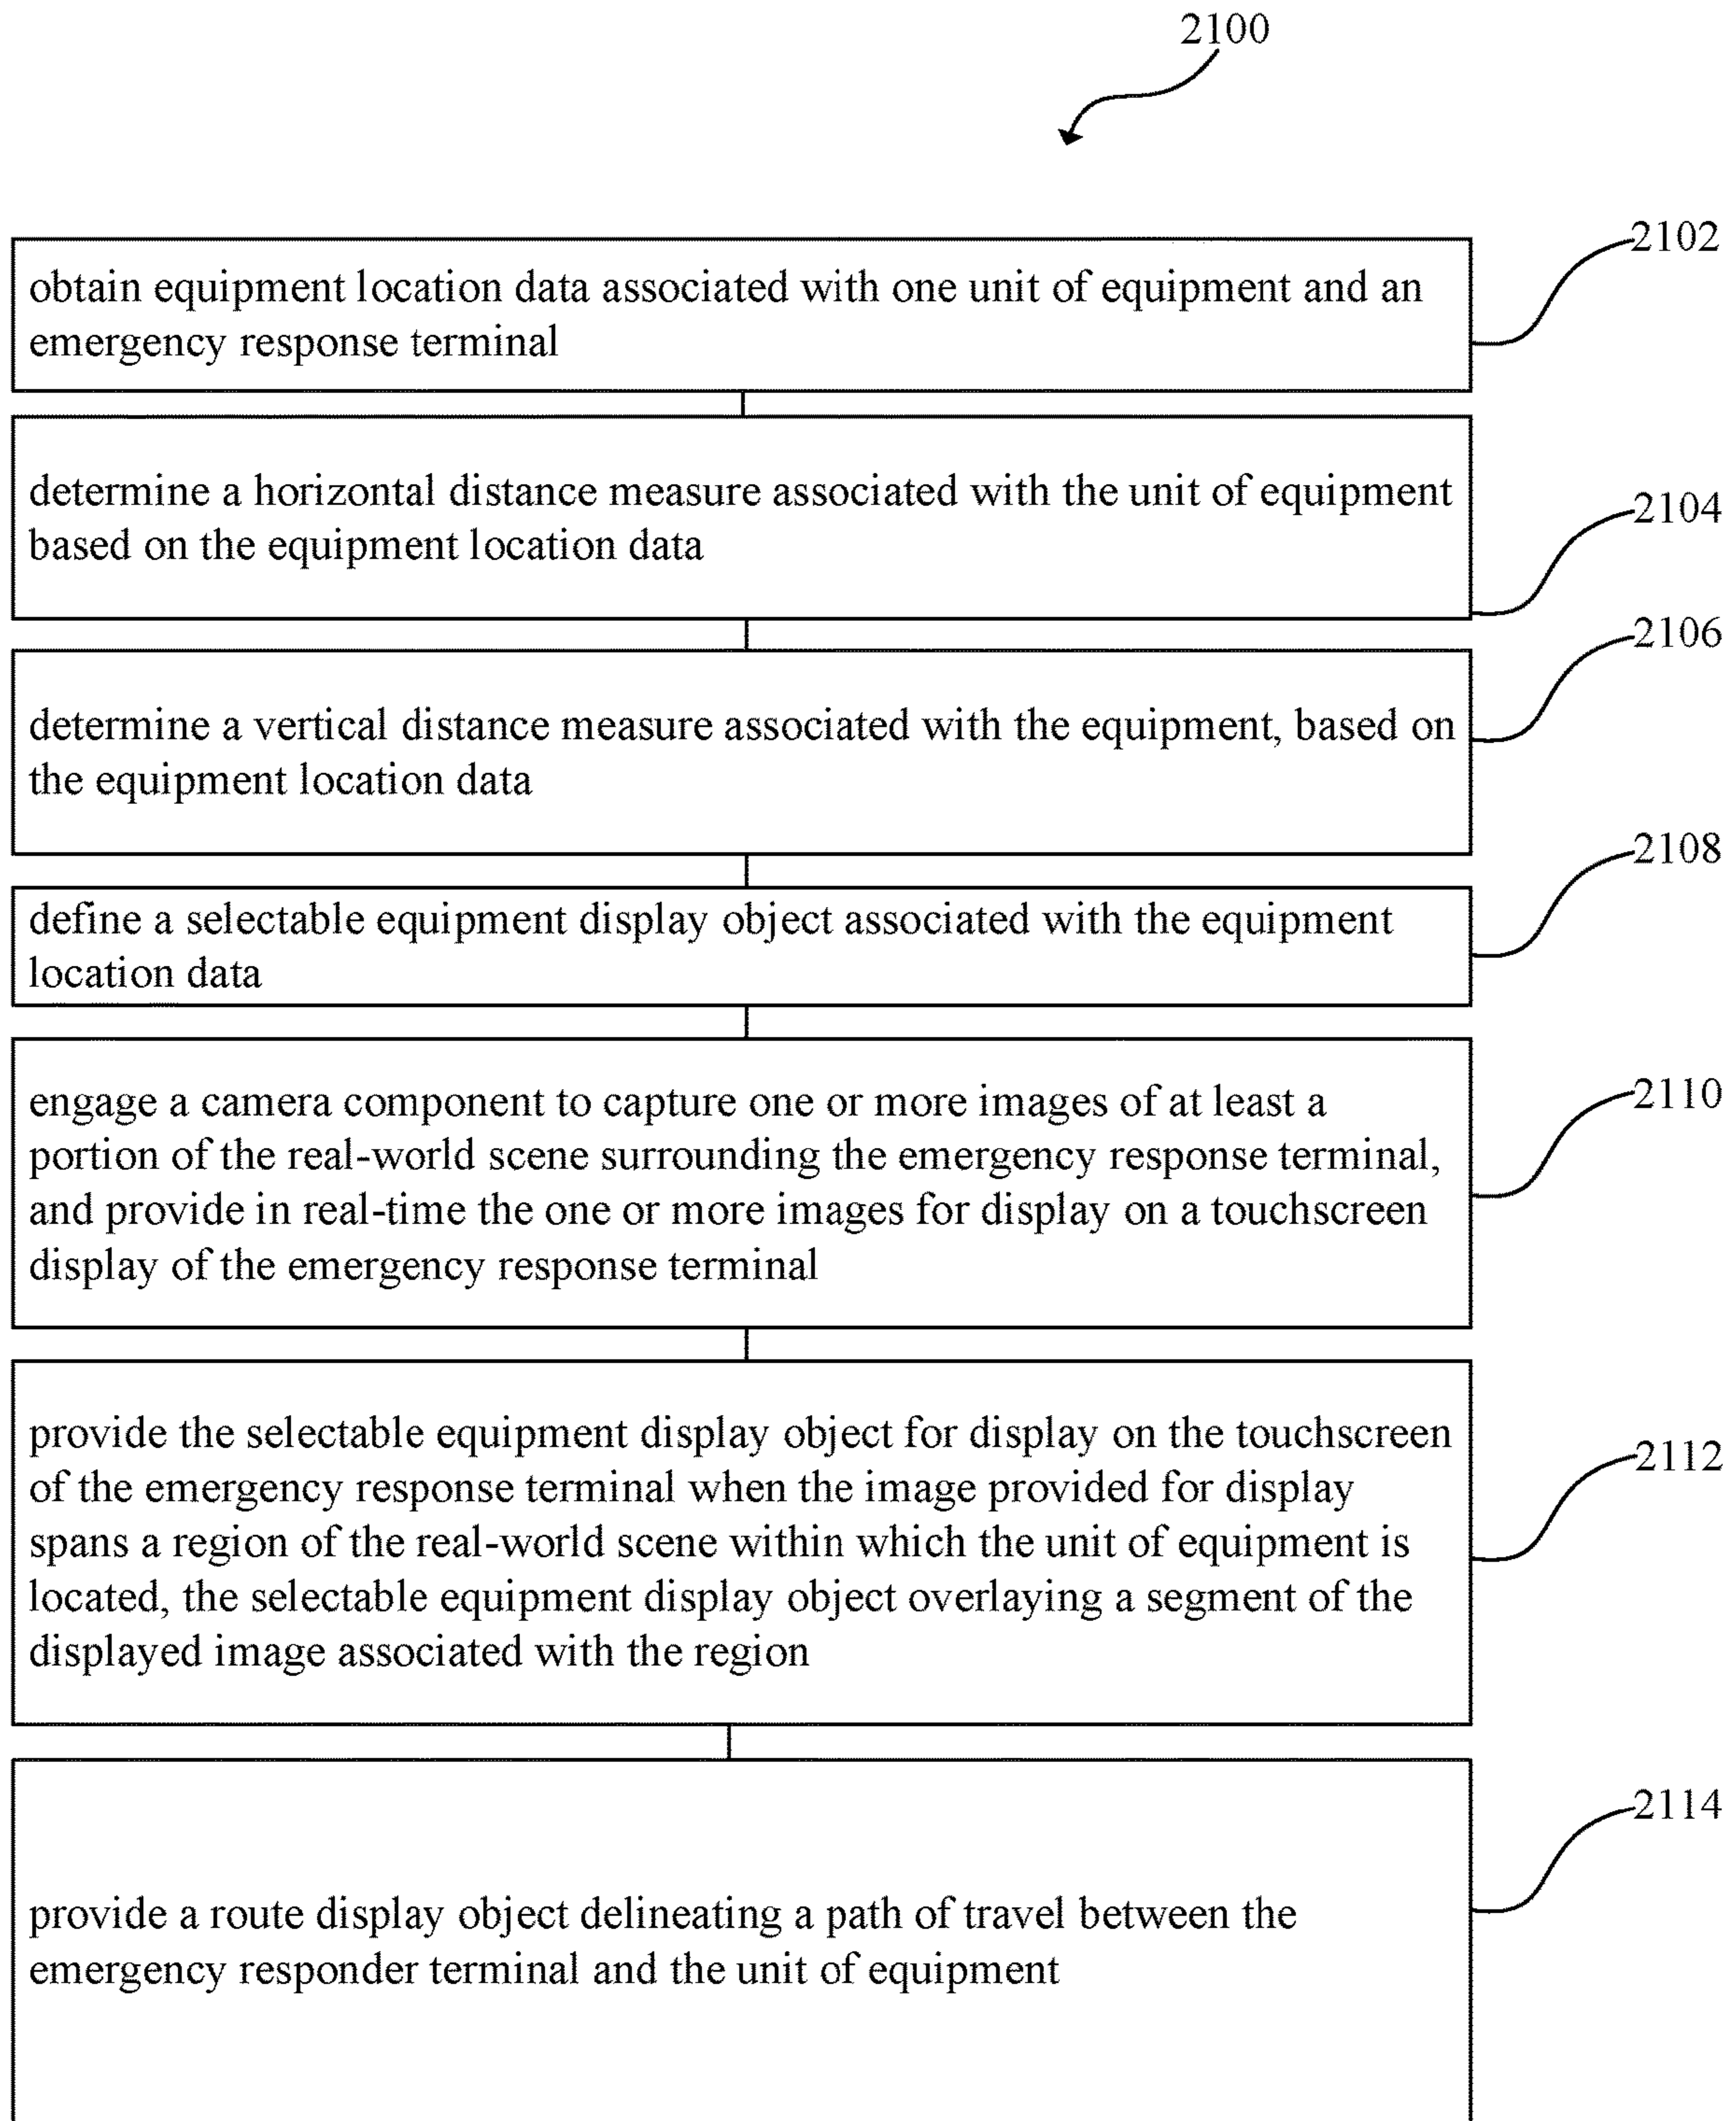 2100
2102
obtain equipment location data associated with one unit of equipment and an
emergency response terminal
determine a horizontal distance measure associated with the unit of equipment
based on the equipment location data
2104
2106
determine a vertical distance measure associated with the equipment, based on
the equipment location data
2108
define a selectable equipment display object associated with the equipment
location data
2110
engage a camera component to capture one or more images of at least a
portion of the real-world scene surrounding the emergency response terminal,
and provide in real-time the one or more images for display on a touchscreen
display of the emergency response terminal
2112
provide the selectable equipment display object for display on the touchscreen
of the emergency response terminal when the image provided for display
spans a region of the real-world scene within which the unit of equipment is
located, the selectable equipment display object overlaying a segment of the
displayed image associated with the region
2114
provide a route display object delineating a path of travel between the
emergency responder terminal and the unit of equipment